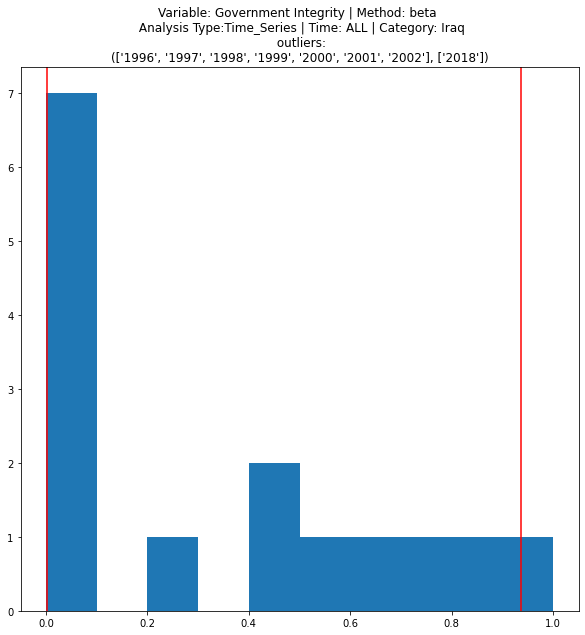 Variable: Government Integrity | Method: beta
Analysis Type:Time_Series | Time: ALL | Category: Iraq
outliers:
(['1996', '1997', '1998', '1999', '2000', '2001', '2002'], ['2018'])
7
6
5
4
3
2
1
0
0.0 0.2 0.4 0.6 0.8 1.0